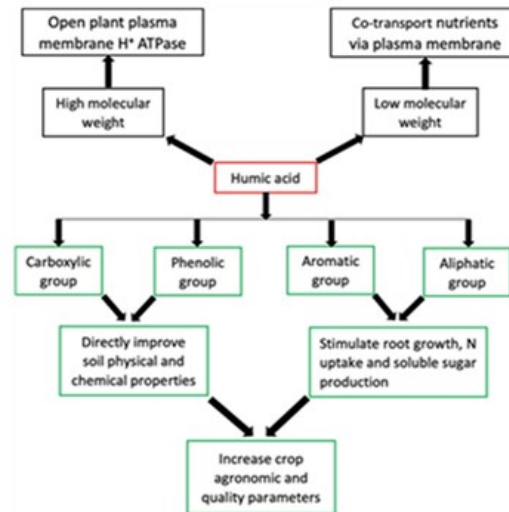 Open plant plasma
membrane H⁺ ATPase
Co-transport nutrients
via plasma membrane
High molecular
weight
Low molecular
weight
Humic acid
Carboxylic
group
Phenolic
group
Aromatic
group
Aliphatic
group
Directly improve
soil physical and
chemical properties
Stimulate root growth, N
uptake and soluble sugar
production
Increase crop
agronomic and
quality parameters